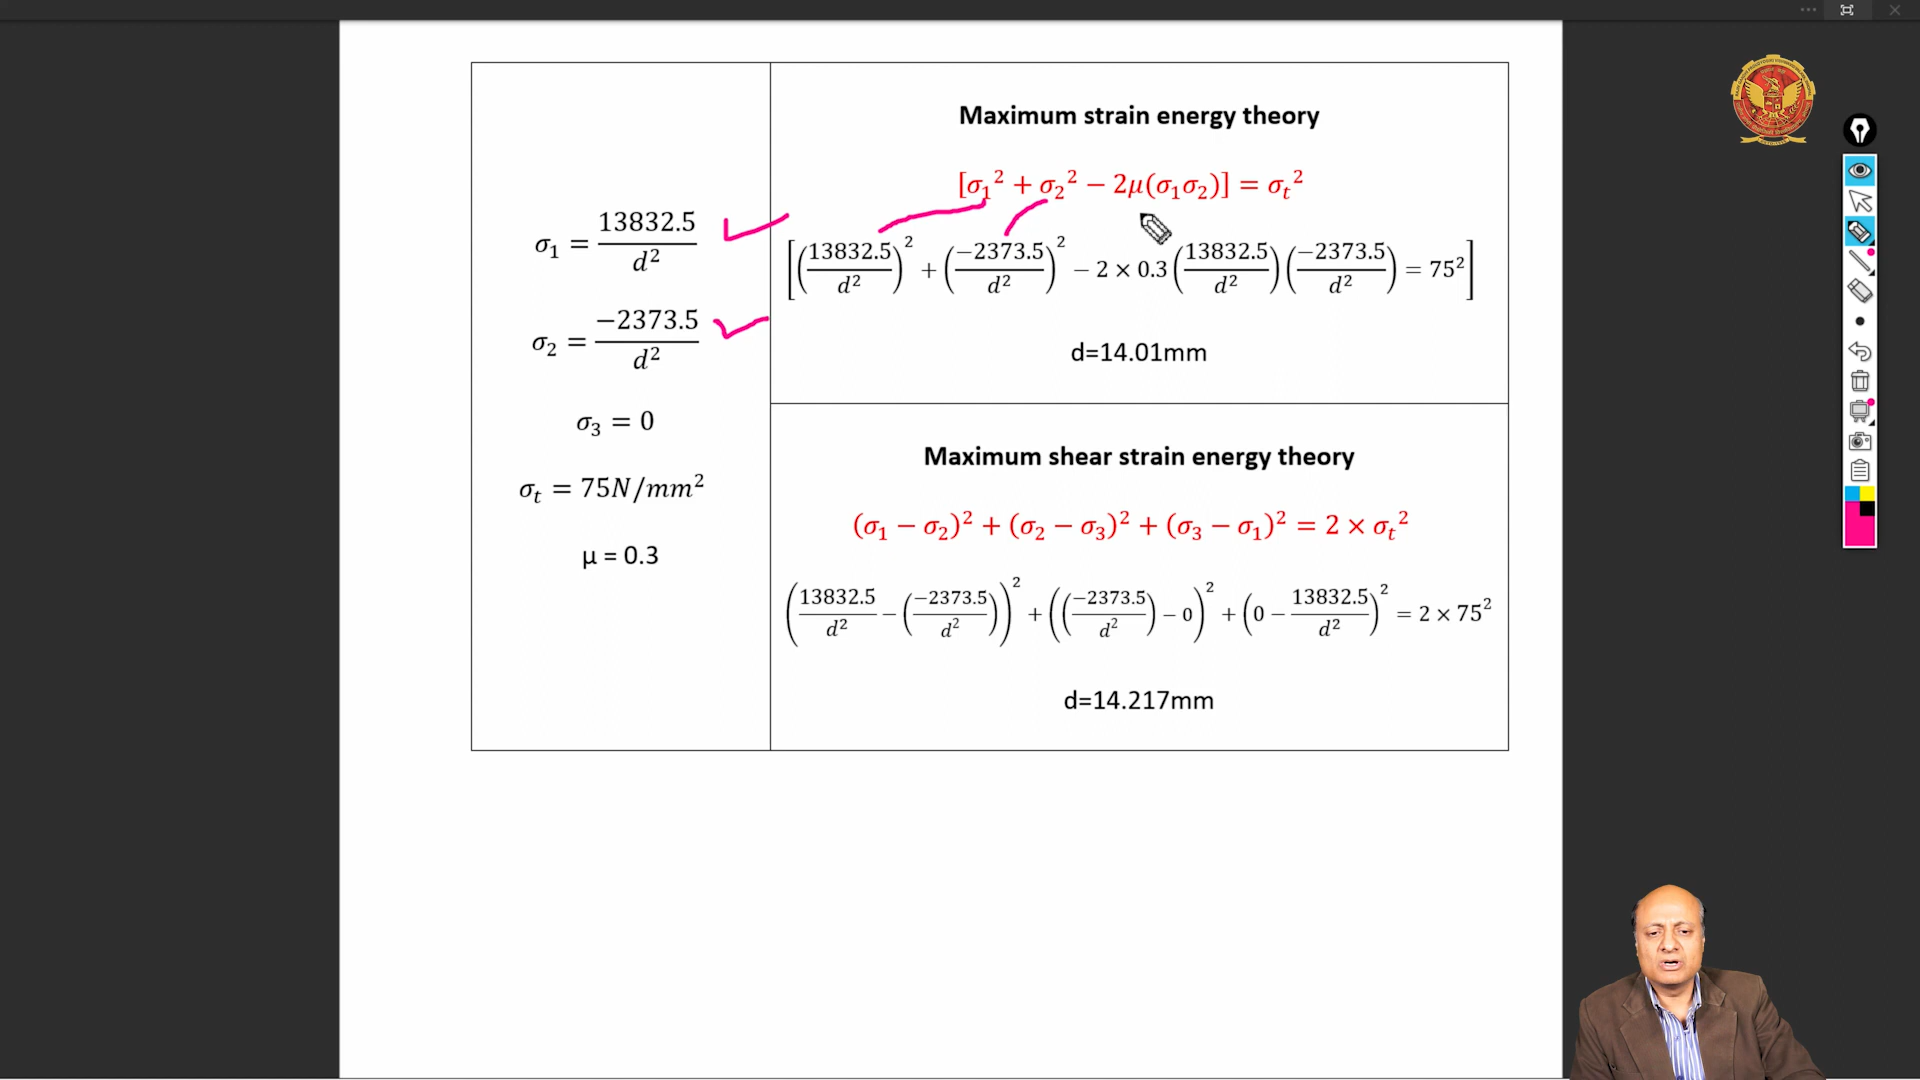 σ₁ = 13832.5/d²
σ₂ = −2373.5/d²
σ₃ = 0
σₜ = 75N/mm²
μ = 0.3
Maximum strain energy theory
[σ₁² + σ₂² − 2μ(σ₁σ₂)] = σₜ²
[(13832.5/d²)² + (−2373.5/d²)² − 2 × 0.3 (13832.5/d²)(−2373.5/d²) = 75²]
d=14.01mm
Maximum shear strain energy theory
(σ₁ − σ₂)² + (σ₂ − σ₃)² + (σ₃ − σ₁)² = 2 × σₜ²
(13832.5/d² − (−2373.5/d²))² + ((−2373.5/d²) − 0)² + (0 − 13832.5/d²)² = 2 × 75²
d=14.217mm